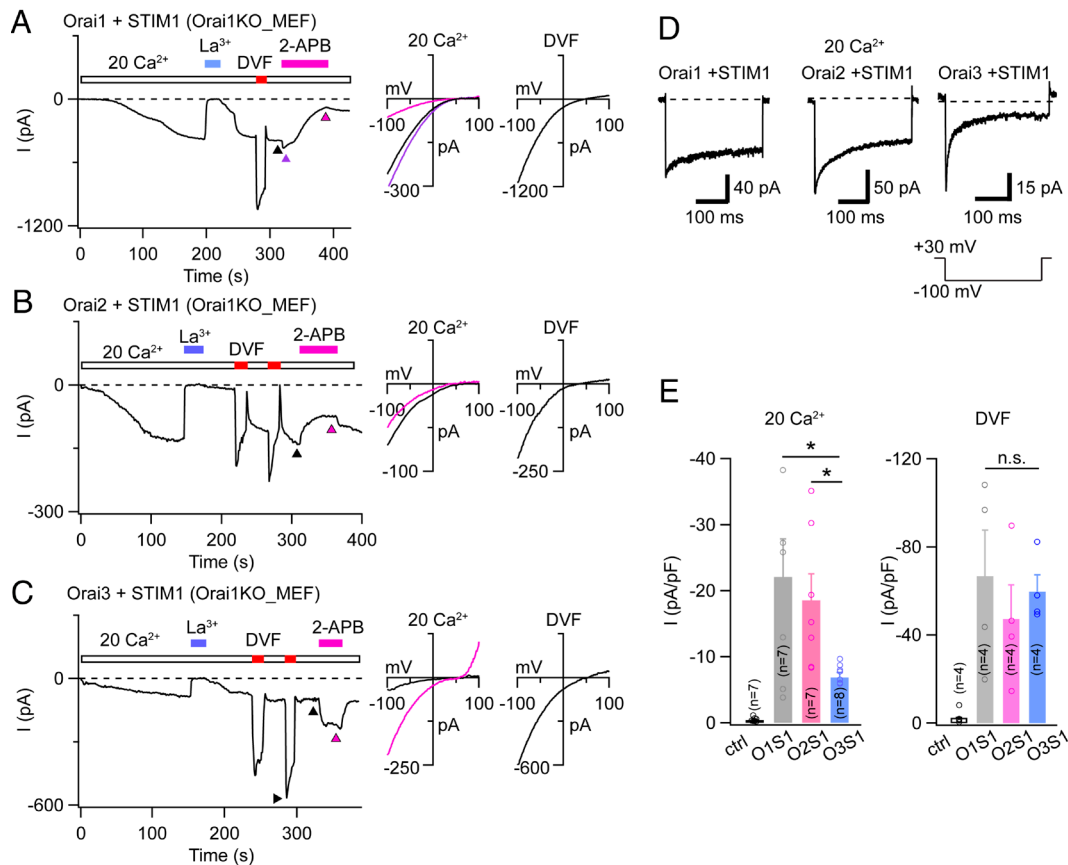 A
Orai1 + STIM1 (Orai1KO_MEF)
La³⁺
2-APB
20 Ca²⁺
DVF
0
I (pA)
-1200
0
100
200
300
400
Time (s)
20 Ca²⁺
mV
-100
100
pA
-300
DVF
mV
-100
100
pA
-1200
B
Orai2 + STIM1 (Orai1KO_MEF)
La³⁺
2-APB
20 Ca²⁺
DVF
0
I (pA)
-300
0
100
200
300
400
Time (s)
20 Ca²⁺
mV
-100
100
pA
-100
DVF
mV
-100
100
pA
-250
C
Orai3 + STIM1 (Orai1KO_MEF)
La³⁺
2-APB
20 Ca²⁺
DVF
0
I (pA)
-600
0
100
200
300
Time (s)
20 Ca²⁺
mV
-100
100
pA
-250
DVF
mV
-100
100
pA
-600
D
20 Ca²⁺
Orai1 +STIM1
Orai2 +STIM1
Orai3 +STIM1
40 pA
100 ms
50 pA
100 ms
15 pA
100 ms
+30 mV
-100 mV
E
20 Ca²⁺
-40
-30
-20
-10
0
I (pA/pF)
*
*
(n=7)
(n=7)
(n=7)
(n=8)
ctrl
O1S1
O2S1
O3S1
DVF
-120
-80
-40
0
I (pA/pF)
n.s.
(n=4)
(n=4)
(n=4)
(n=4)
ctrl
O1S1
O2S1
O3S1